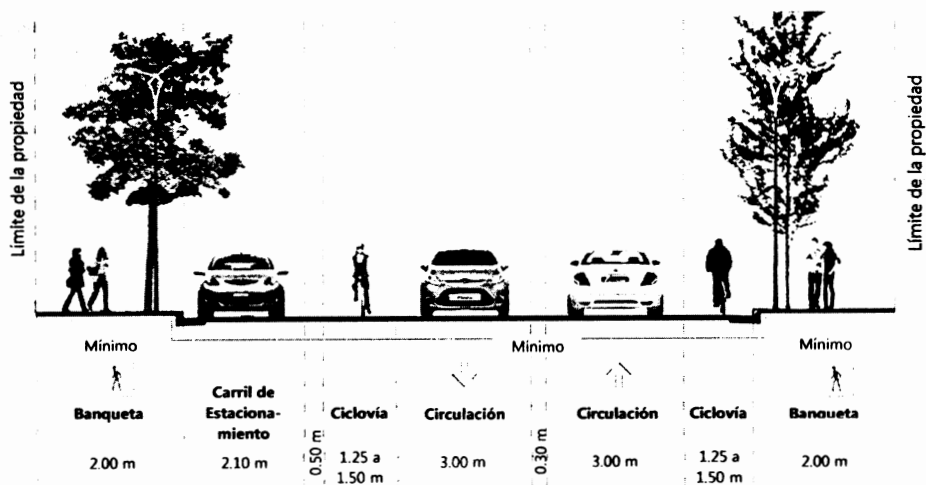 Límite de la propiedad
Límite de la propiedad
Mínimo
Mínimo
Mínimo
Banqueta
Carril de
Estaciona-
miento
Ciclovía
Circulación
Circulación
Ciclovía
Banqueta
2.00 m
2.10 m
0.50 m
1.25 a
1.50 m
3.00 m
0.30 m
3.00 m
1.25 a
1.50 m
2.00 m